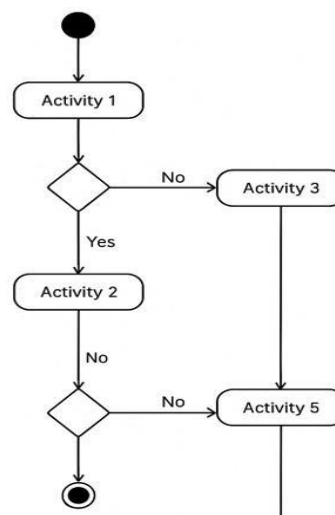 Activity 1
No
Activity 3
Yes
Activity 2
No
No
Activity 5